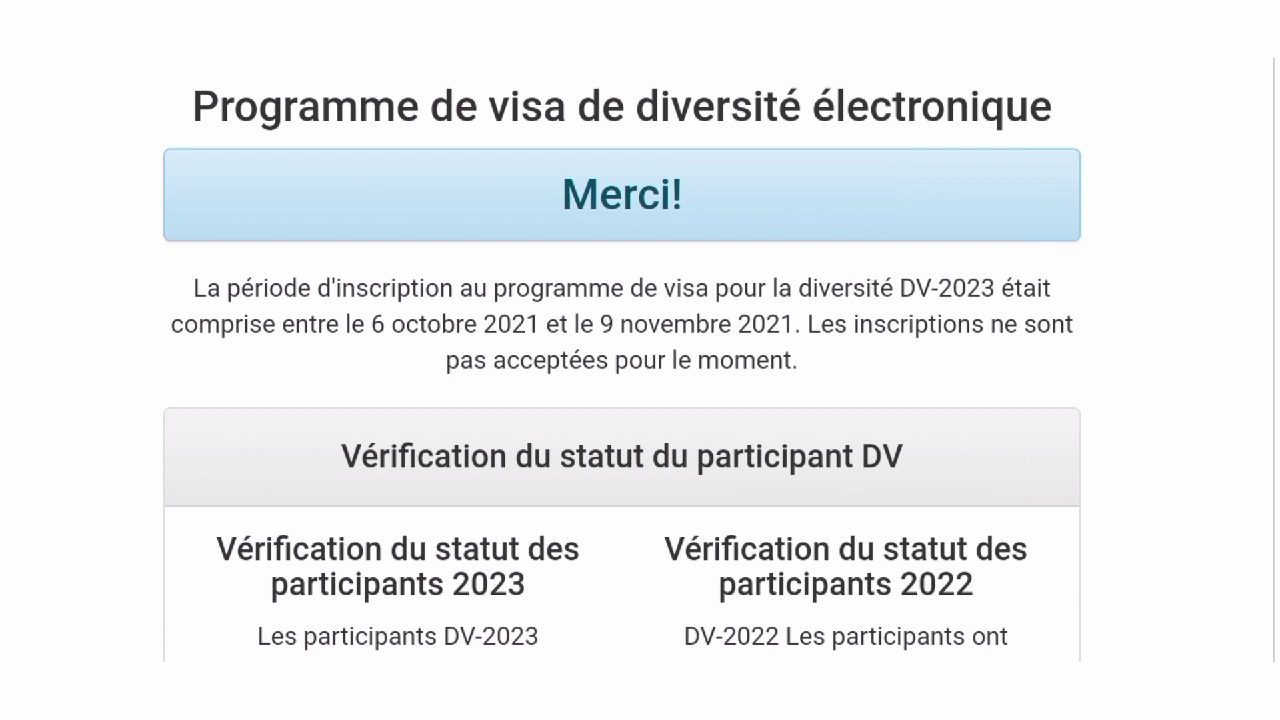 Programme de visa de diversité électronique
Merci!
La période d'inscription au programme de visa pour la diversité DV-2023 était
comprise entre le 6 octobre 2021 et le 9 novembre 2021. Les inscriptions ne sont
pas acceptées pour le moment.
Vérification du statut du participant DV
Vérification du statut des
participants 2023
Les participants DV-2023
Vérification du statut des
participants 2022
DV-2022 Les participants ont